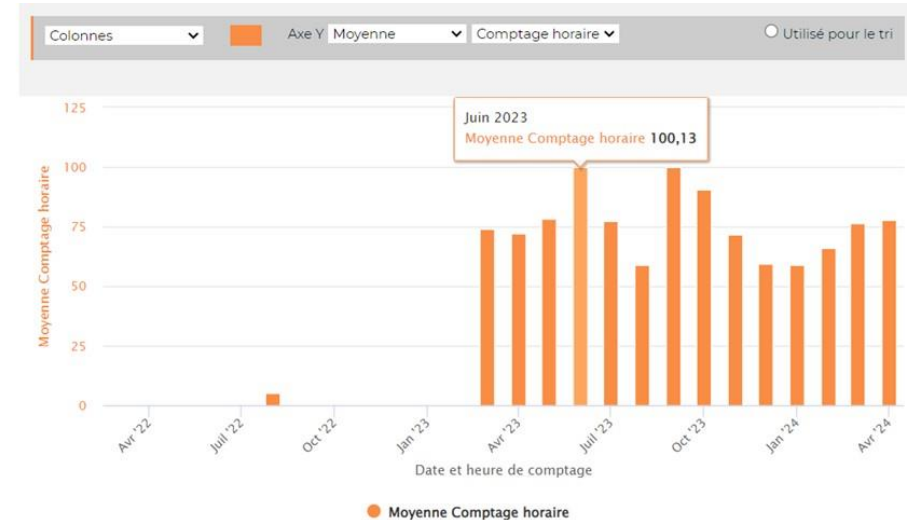 Colonnes Axe Y Moyenne Comptage horaire Utilisé pour le tri
125
Juin 2023
Moyenne Comptage horaire 100,13
100
75
50
25
0
Moyenne Comptage horaire
Avr '22 Juil '22 Oct '22 Jan '23 Avr '23 Juil '23 Oct '23 Jan '24 Avr '24
Date et heure de comptage
Moyenne Comptage horaire